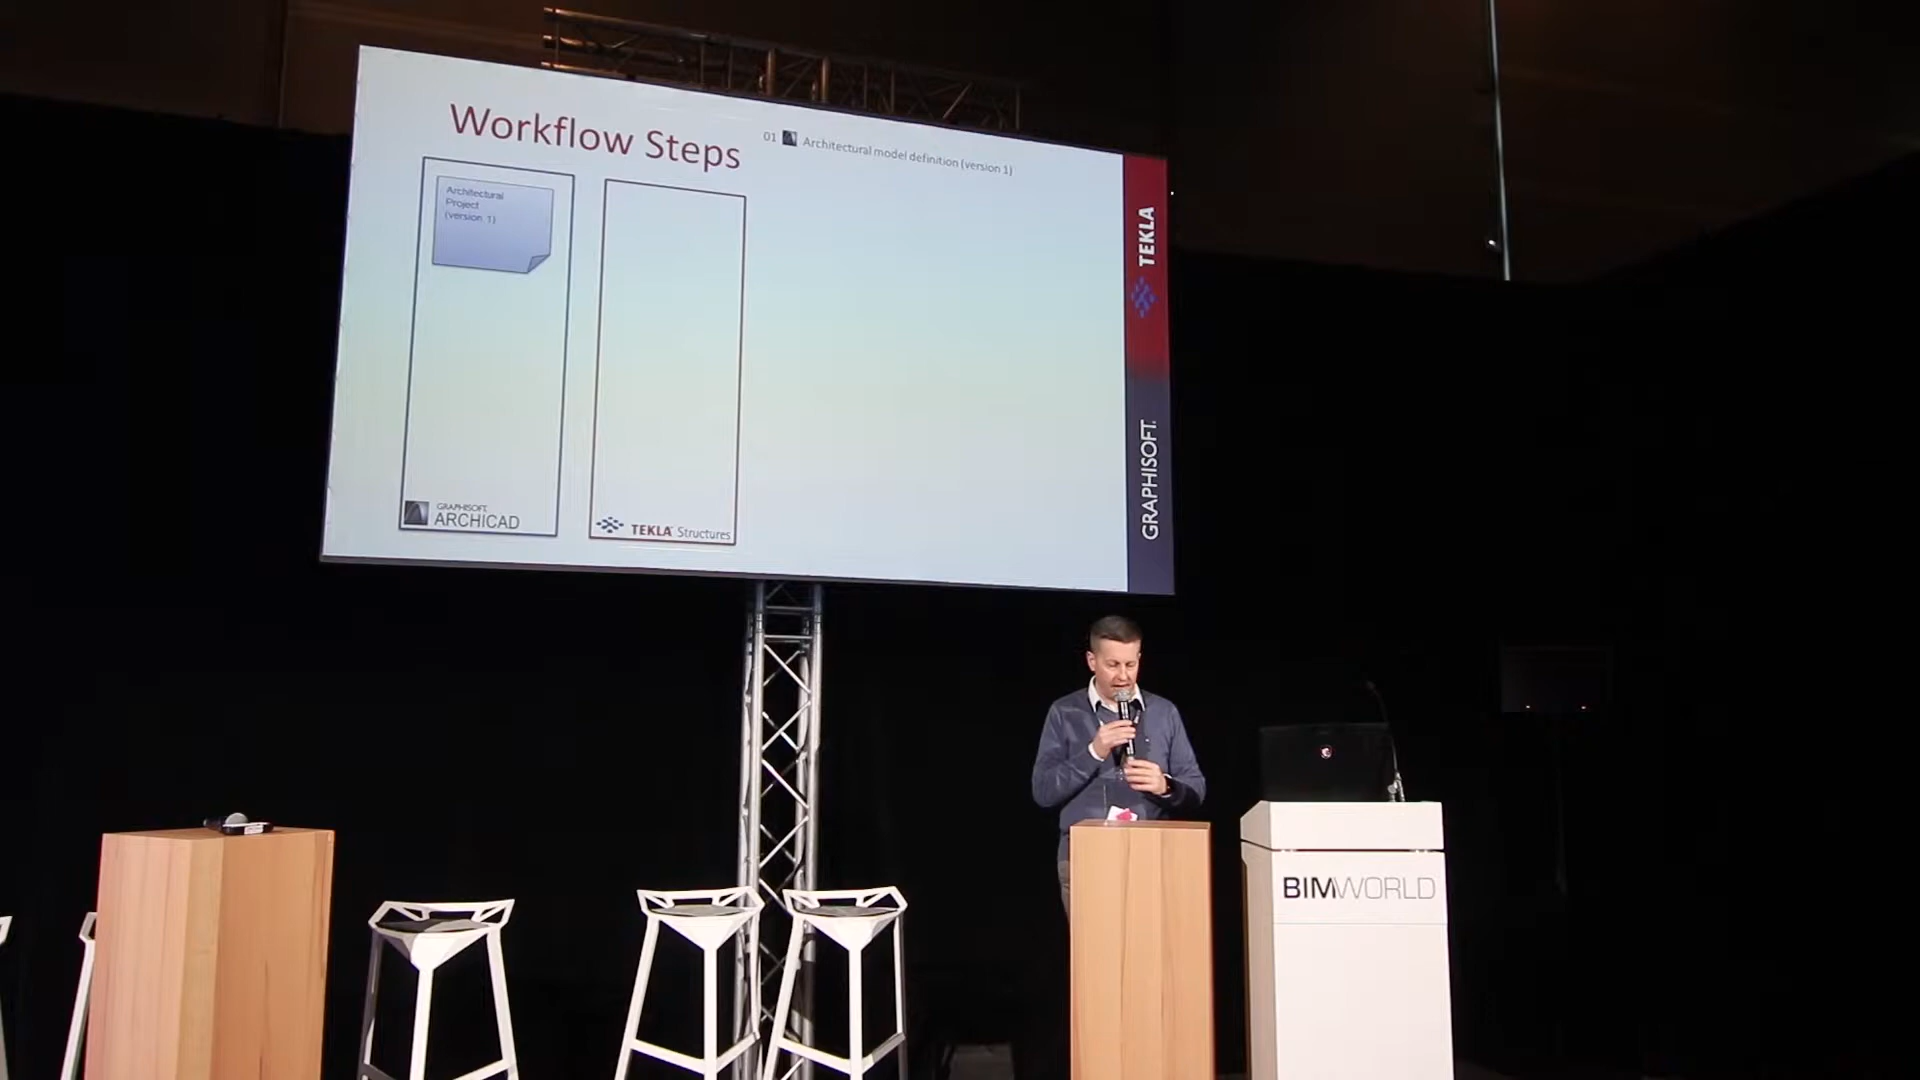 Workflow Steps
01 Architectural model definition (version 1)
Architectural
Project
(version 1)
GRAPHISOFT.
ARCHICAD
TEKLA Structures
TEKLA
GRAPHISOFT.
BIMWORLD